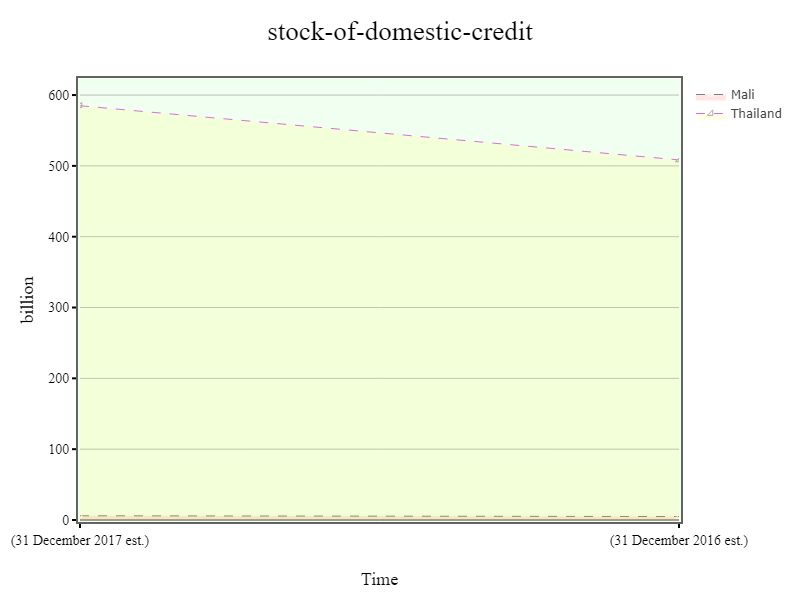 stock-of-domestic-credit
Mali
Thailand
600
500
400
300
200
100
0
billion
(31 December 2017 est.)
(31 December 2016 est.)
Time